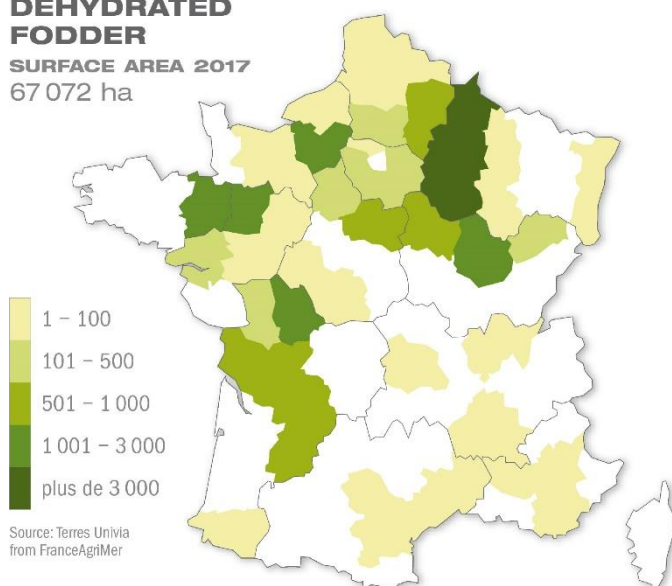 DEHYDRATED
FODDER
SURFACE AREA 2017
67 072 ha
1 – 100
101 – 500
501 – 1 000
1 001 – 3 000
plus de 3 000
Source: Terres Univia
from FranceAgriMer